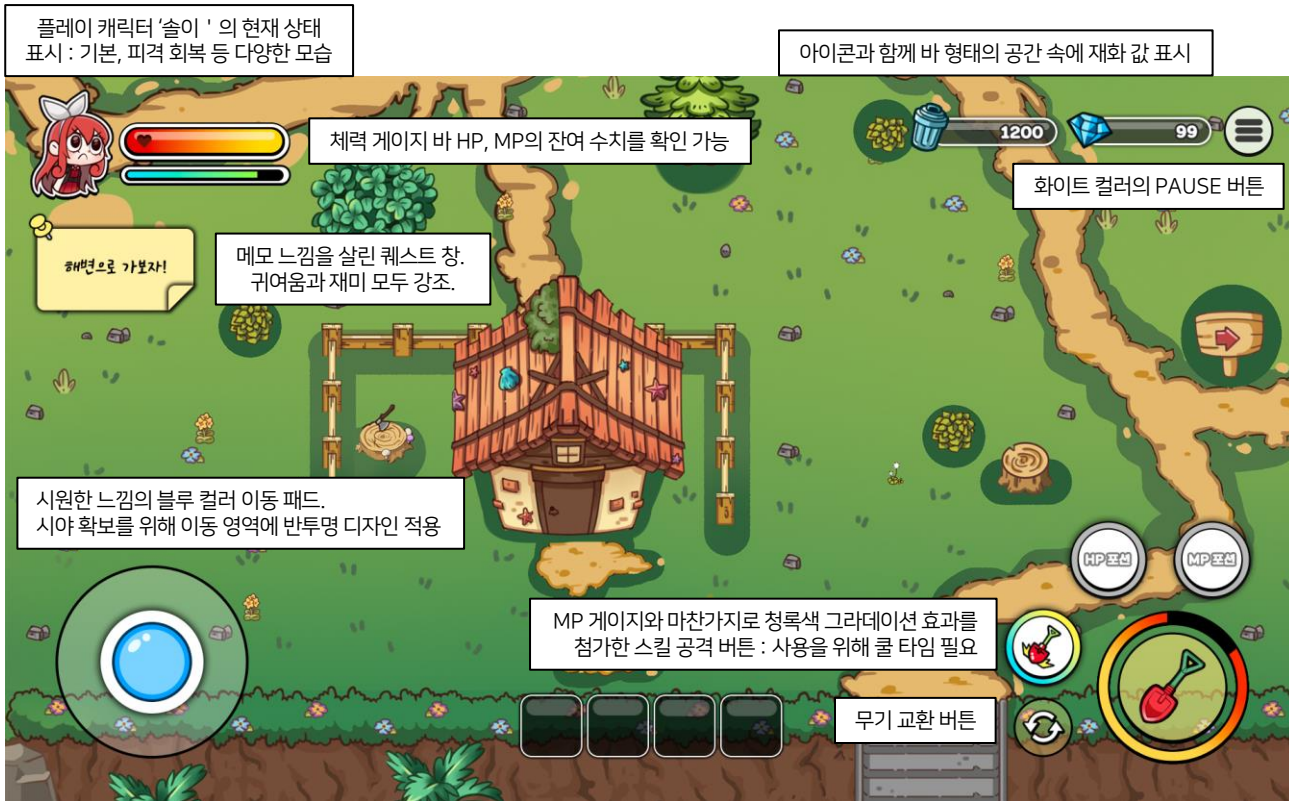 플레이 캐릭터 ‘솔이 ' 의 현재 상태
표시 : 기본, 피격 회복 등 다양한 모습
아이콘과 함께 바 형태의 공간 속에 재화 값 표시
체력 게이지 바 HP, MP의 잔여 수치를 확인 가능
1200
99
화이트 컬러의 PAUSE 버튼
해변으로 가보자!
메모 느낌을 살린 퀘스트 창.
귀여움과 재미 모두 강조.
시원한 느낌의 블루 컬러 이동 패드.
시야 확보를 위해 이동 영역에 반투명 디자인 적용
HP 포션
MP 포션
MP 게이지와 마찬가지로 청록색 그라데이션 효과를
첨가한 스킬 공격 버튼 : 사용을 위해 쿨 타임 필요
무기 교환 버튼